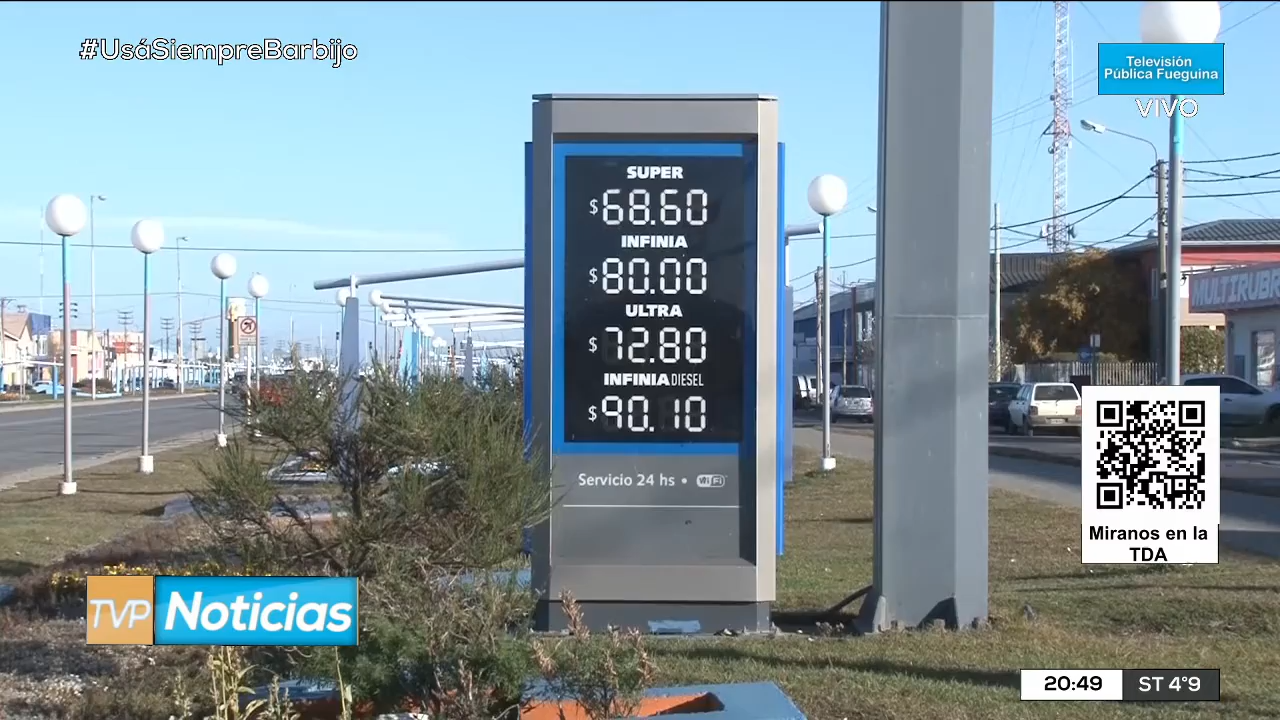 #UsáSiempreBarbijo
Televisión
Pública Fueguina
VIVO
SUPER
$68.60
INFINIA
$80.00
ULTRA
$72.80
INFINIA DIESEL
$90.10
Servicio 24 hs • WiFi
MULTIRUBR
Miranos en la
TDA
TVP Noticias
20:49 ST 4°9